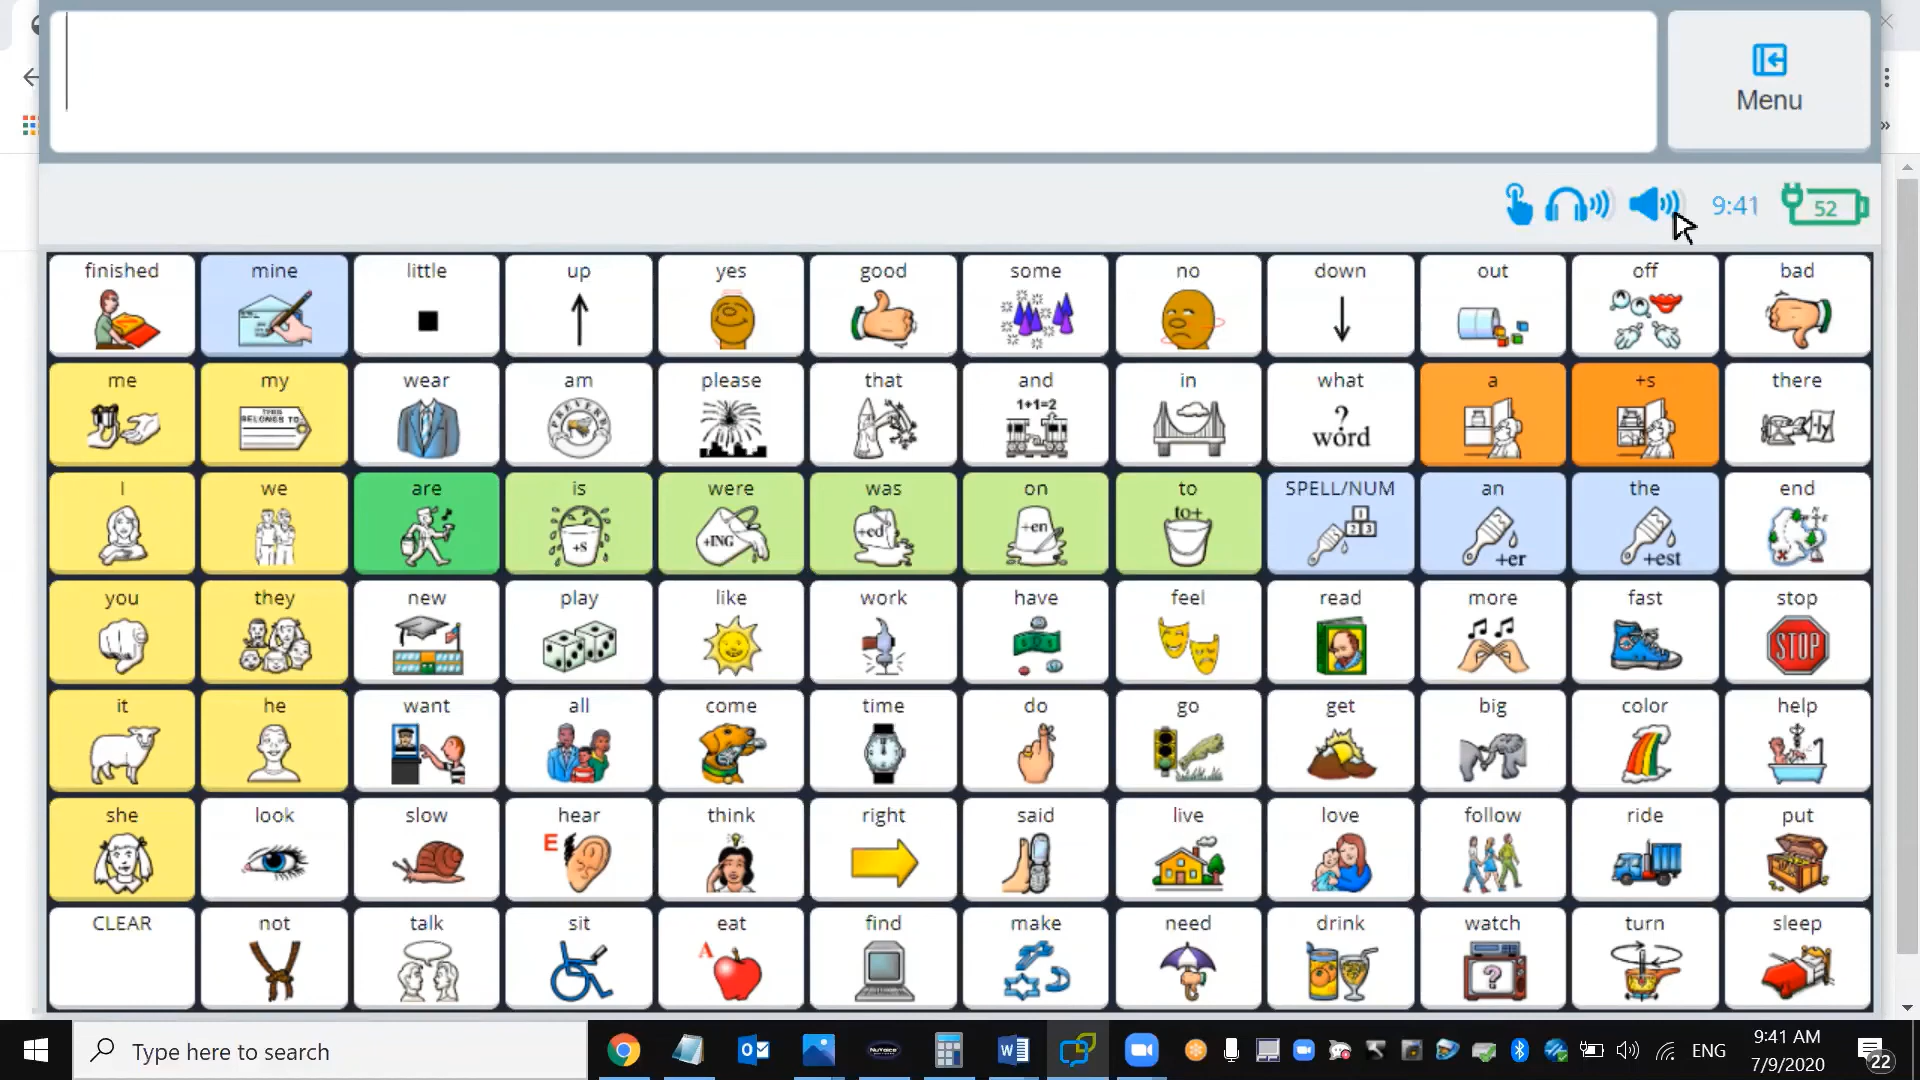 Menu
9:41 52
finished mine little up yes good some no down out off bad
me my wear am please that and in what a +s there
THIS BELONGS TO PREVERB 1+1=2 ? word +ly
I we are is were was on to SPELL/NUM an the end
+S +ING +ed +en to+ 1 2 3 +er +est
you they new play like work have feel read more fast stop
STOP
it he want all come time do go get big color help
she look slow hear think right said live love follow ride put
E
CLEAR not talk sit eat find make need drink watch turn sleep
A ?
Type here to search
ENG
9:41 AM
7/9/2020
22